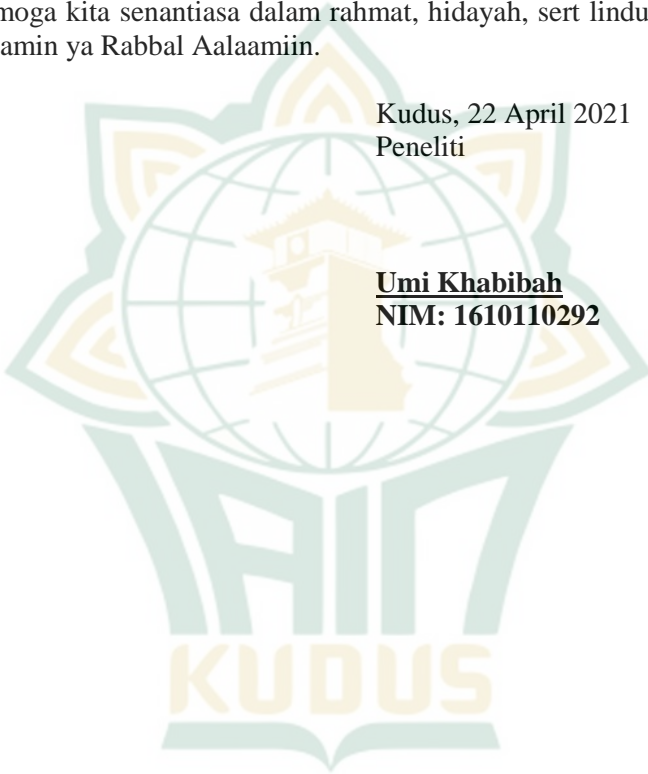 moga kita senantiasa dalam rahmat, hidayah, sert lindu
amin ya Rabbal Aalaamiin.
Kudus, 22 April 2021
Peneliti
Umi Khabibah
NIM: 1610110292
IAIN
KUDUS